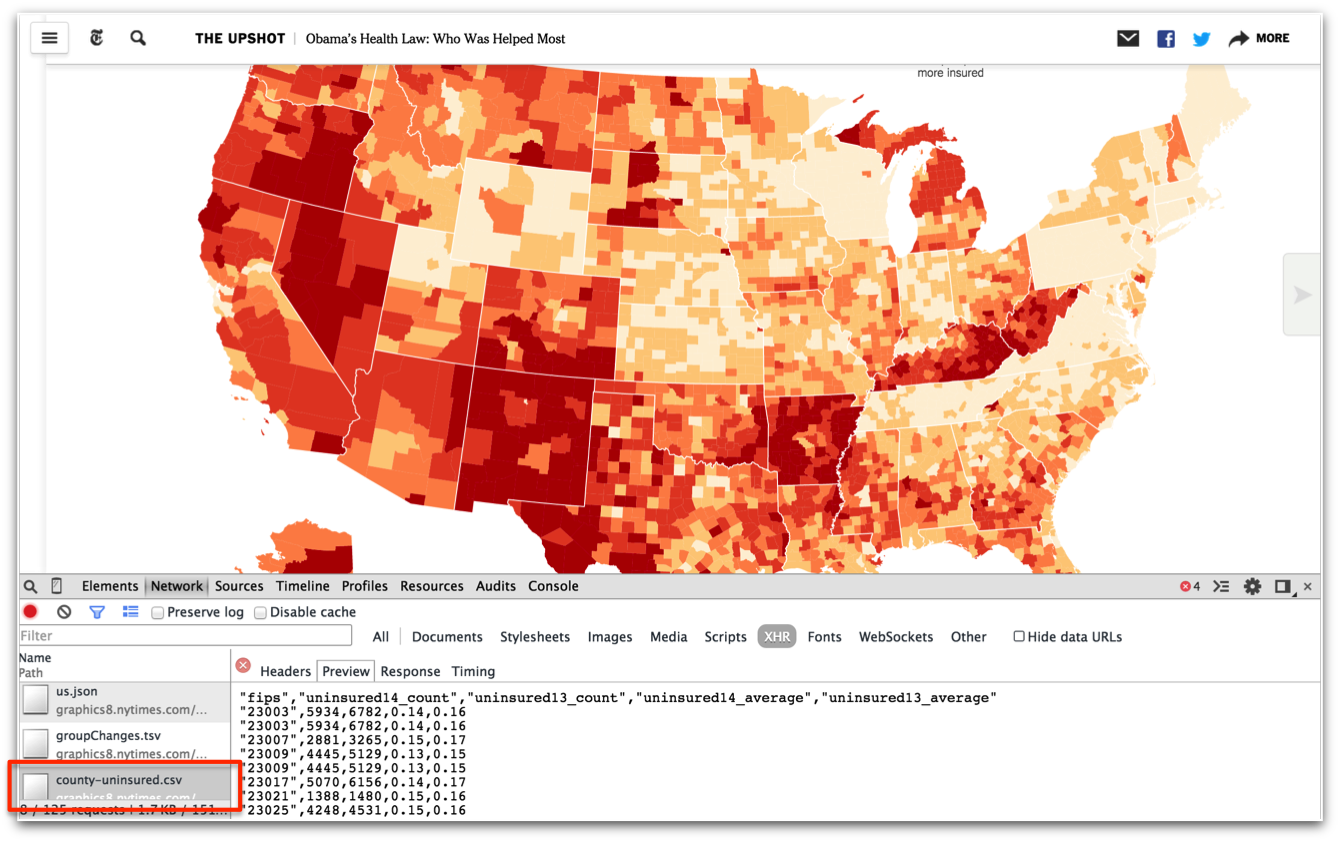 THE UPSHOT | Obama's Health Law: Who Was Helped Most
MORE
more insured
Elements Network Sources Timeline Profiles Resources Audits Console
4
Preserve log Disable cache
Filter
All Documents Stylesheets Images Media Scripts XHR Fonts WebSockets Other Hide data URLs
Name
Path
Headers Preview Response Timing
us.json
graphics8.nytimes.com/...
groupChanges.tsv
graphics8.nytimes.com/...
county-uninsured.csv
graphics8.nytimes.com/
8 / 125 requests | 1.7 KB / 151...
"fips","uninsured14_count","uninsured13_count","uninsured14_average","uninsured13_average"
"23003",5934,6782,0.14,0.16
"23003",5934,6782,0.14,0.16
"23007",2881,3265,0.15,0.17
"23009",4445,5129,0.13,0.15
"23009",4445,5129,0.13,0.15
"23017",5070,6156,0.14,0.17
"23021",1388,1480,0.15,0.16
"23025",4248,4531,0.15,0.16